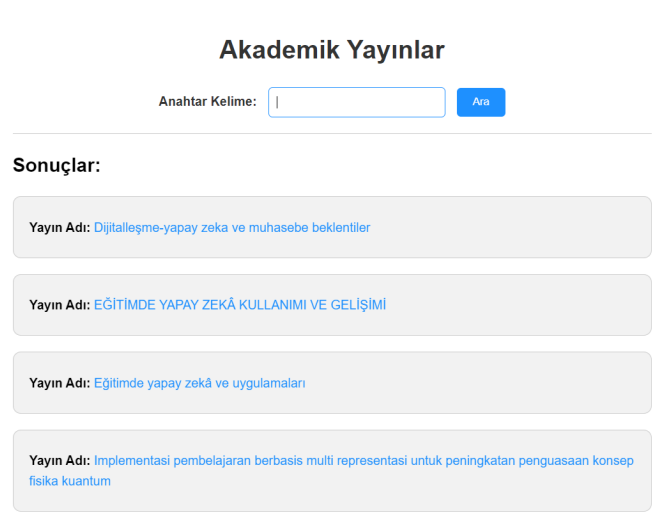 Akademik Yayınlar
Anahtar Kelime:
Ara
Sonuçlar:
Yayın Adı: Dijitalleşme-yapay zeka ve muhasebe beklentiler
Yayın Adı: EĞİTİMDE YAPAY ZEKÂ KULLANIMI VE GELİŞİMİ
Yayın Adı: Eğitimde yapay zekâ ve uygulamaları
Yayın Adı: Implementasi pembelajaran berbasis multi representasi untuk peningkatan penguasaan konsep
fisika kuantum